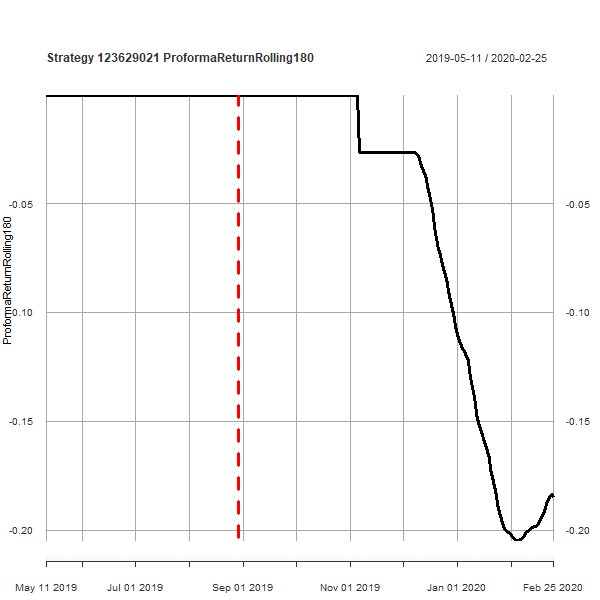 Strategy 123629021 ProformaReturnRolling180
2019-05-11 / 2020-02-25
ProformaReturnRolling180
-0.05
-0.05
-0.10
-0.10
-0.15
-0.15
-0.20
-0.20
May 11 2019
Jul 01 2019
Sep 01 2019
Nov 01 2019
Jan 01 2020
Feb 25 2020